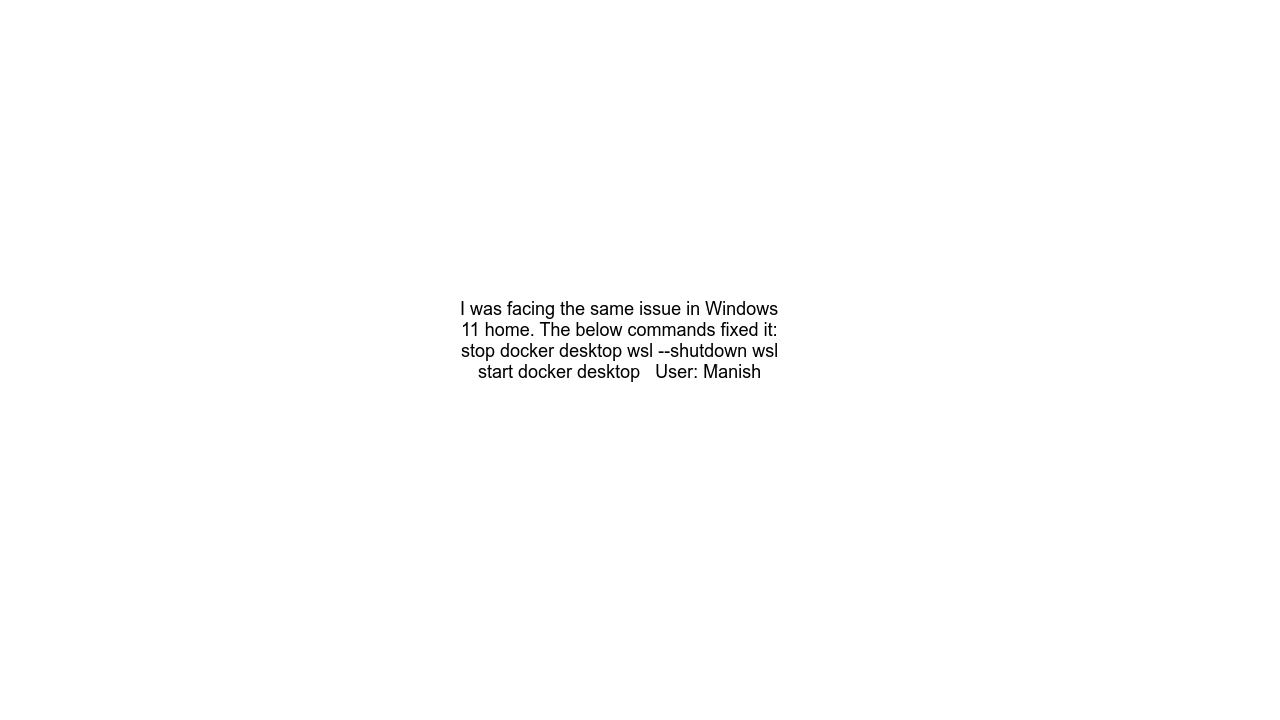 I was facing the same issue in Windows
11 home. The below commands fixed it:
stop docker desktop wsl --shutdown wsl
start docker desktop   User: Manish